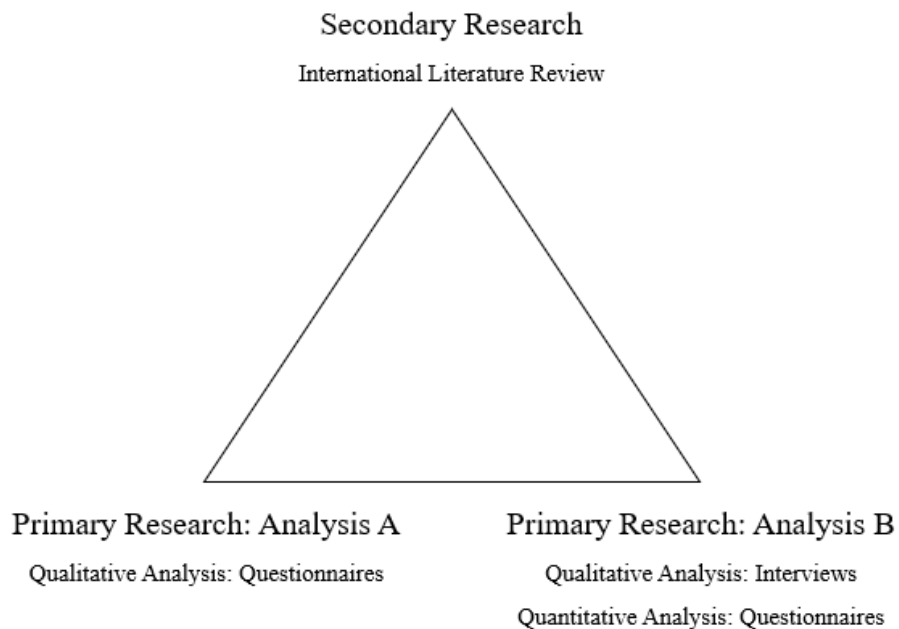 Secondary Research
International Literature Review
Primary Research: Analysis A
Qualitative Analysis: Questionnaires
Primary Research: Analysis B
Qualitative Analysis: Interviews
Quantitative Analysis: Questionnaires